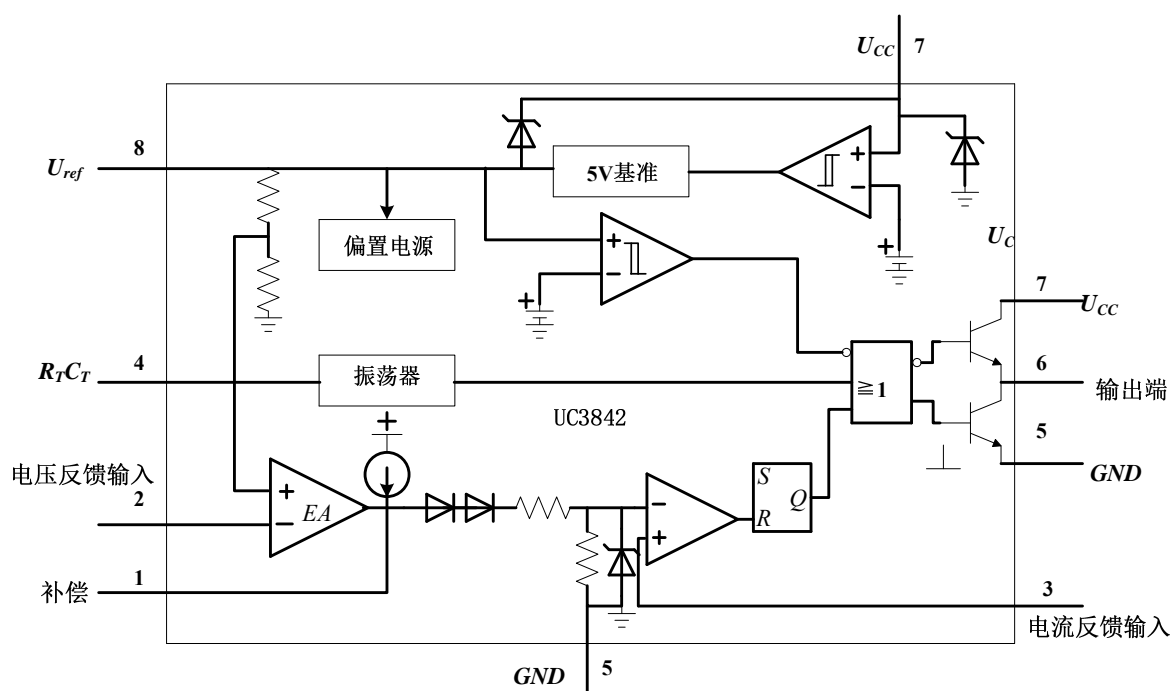 U_CC 7
8
U_ref
5V基准
+
−
偏置电源
+
−
+
+
U_C
7
U_CC
R_TC_T 4
振荡器
≧1
6
输出端
UC3842
+
5
GND
电压反馈输入
2
+
−
EA
−
+
S
R
Q
补偿 1
3
电流反馈输入
GND 5